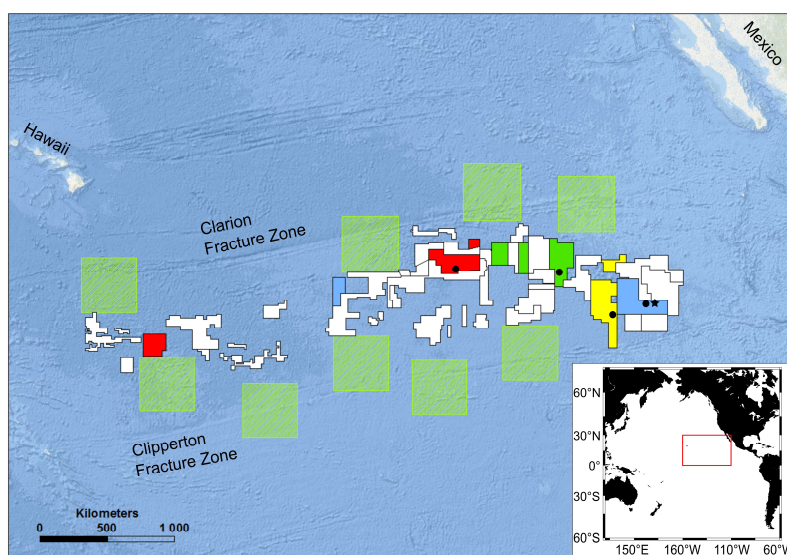 Mexico
Hawaii
Clarion
Fracture Zone
Clipperton
Fracture Zone
Kilometers
0 500 1 000
60°N
30°N
0°
30°S
60°S
150°E 160°W 110°W 60°W